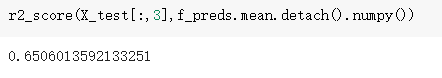 r2_score(X_test[:,3],f_preds.mean.detach().numpy())
0.6506013592133251